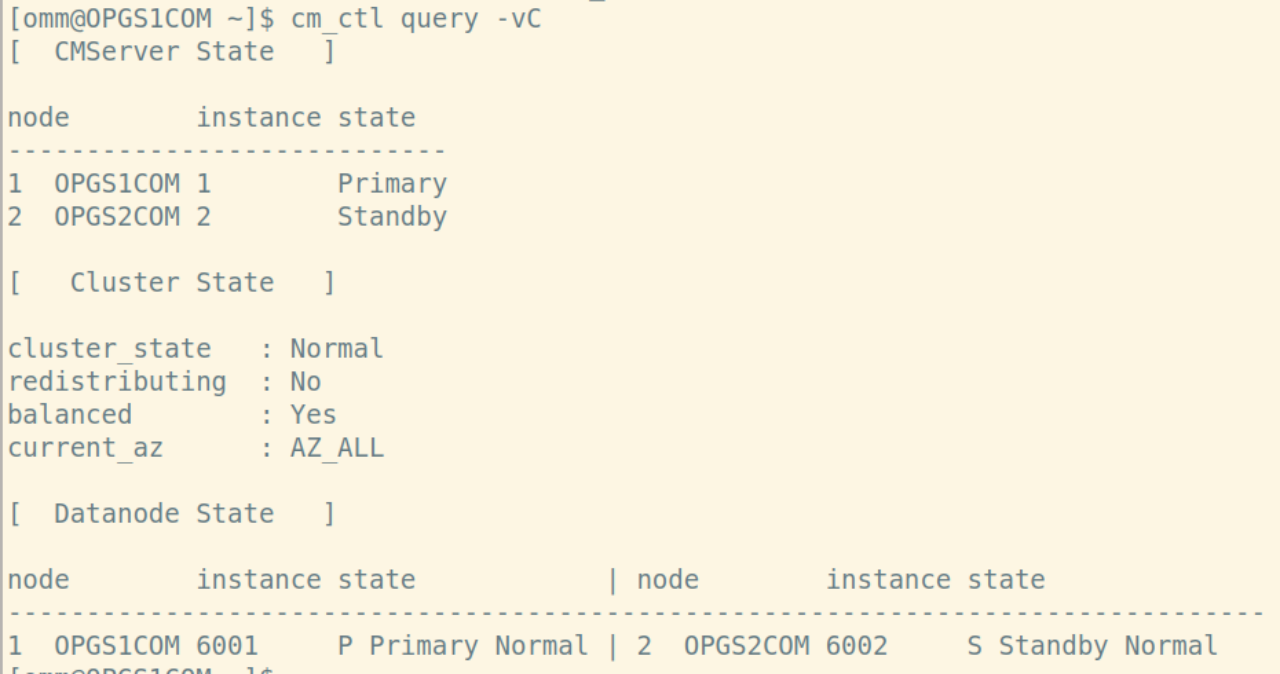 [omm@OPGS1COM ~]$ cm_ctl query -vC
[  CMServer State   ]
node        instance state
----------------------------
1  OPGS1COM 1        Primary
2  OPGS2COM 2        Standby
[   Cluster State   ]
cluster_state   : Normal
redistributing  : No
balanced        : Yes
current_az      : AZ_ALL
[  Datanode State   ]
node        instance state            | node        instance state
--------------------------------------------------------------------------------
1  OPGS1COM 6001     P Primary Normal | 2  OPGS2COM 6002     S Standby Normal
[omm@OPGS1COM ~]$